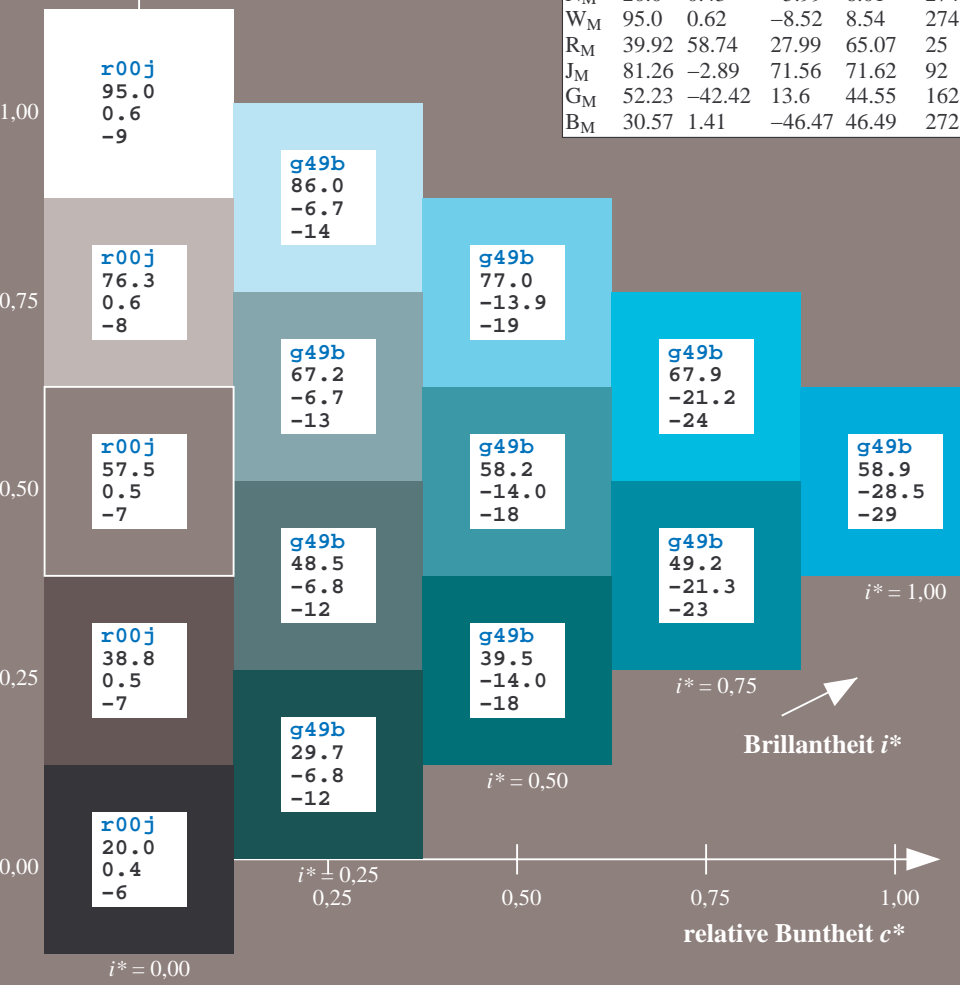 W_M 95.0 0.62 –8.52 8.54 274
R_M 39.92 58.74 27.99 65.07 25
J_M 81.26 –2.89 71.56 71.62 92
G_M 52.23 –42.42 13.6 44.55 162
B_M 30.57 1.41 –46.47 46.49 272
1,00
r00j
95.0
0.6
–9
g49b
86.0
–6.7
–14
0,75
r00j
76.3
0.6
–8
g49b
77.0
–13.9
–19
g49b
67.2
–6.7
–13
g49b
67.9
–21.2
–24
0,50
r00j
57.5
0.5
–7
g49b
58.2
–14.0
–18
g49b
58.9
–28.5
–29
g49b
48.5
–6.8
–12
g49b
49.2
–21.3
–23
i* = 1,00
0,25
r00j
38.8
0.5
–7
g49b
39.5
–14.0
–18
i* = 0,75
Brillantheit i*
g49b
29.7
–6.8
–12
i* = 0,50
0,00
r00j
20.0
0.4
–6
i* = 0,25
0,25 0,50 0,75 1,00
relative Buntheit c*
i* = 0,00